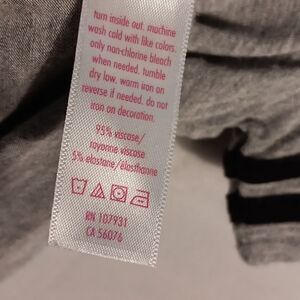 turn inside out. machine
wash cold with like colors.
only non-chlorine bleach
when needed. tumble
dry low. warm iron on
reverse if needed. do not
iron on decoration.
95% viscose/
rayonne viscose
5% elastane/élasthanne
RN 107931
CA 56076